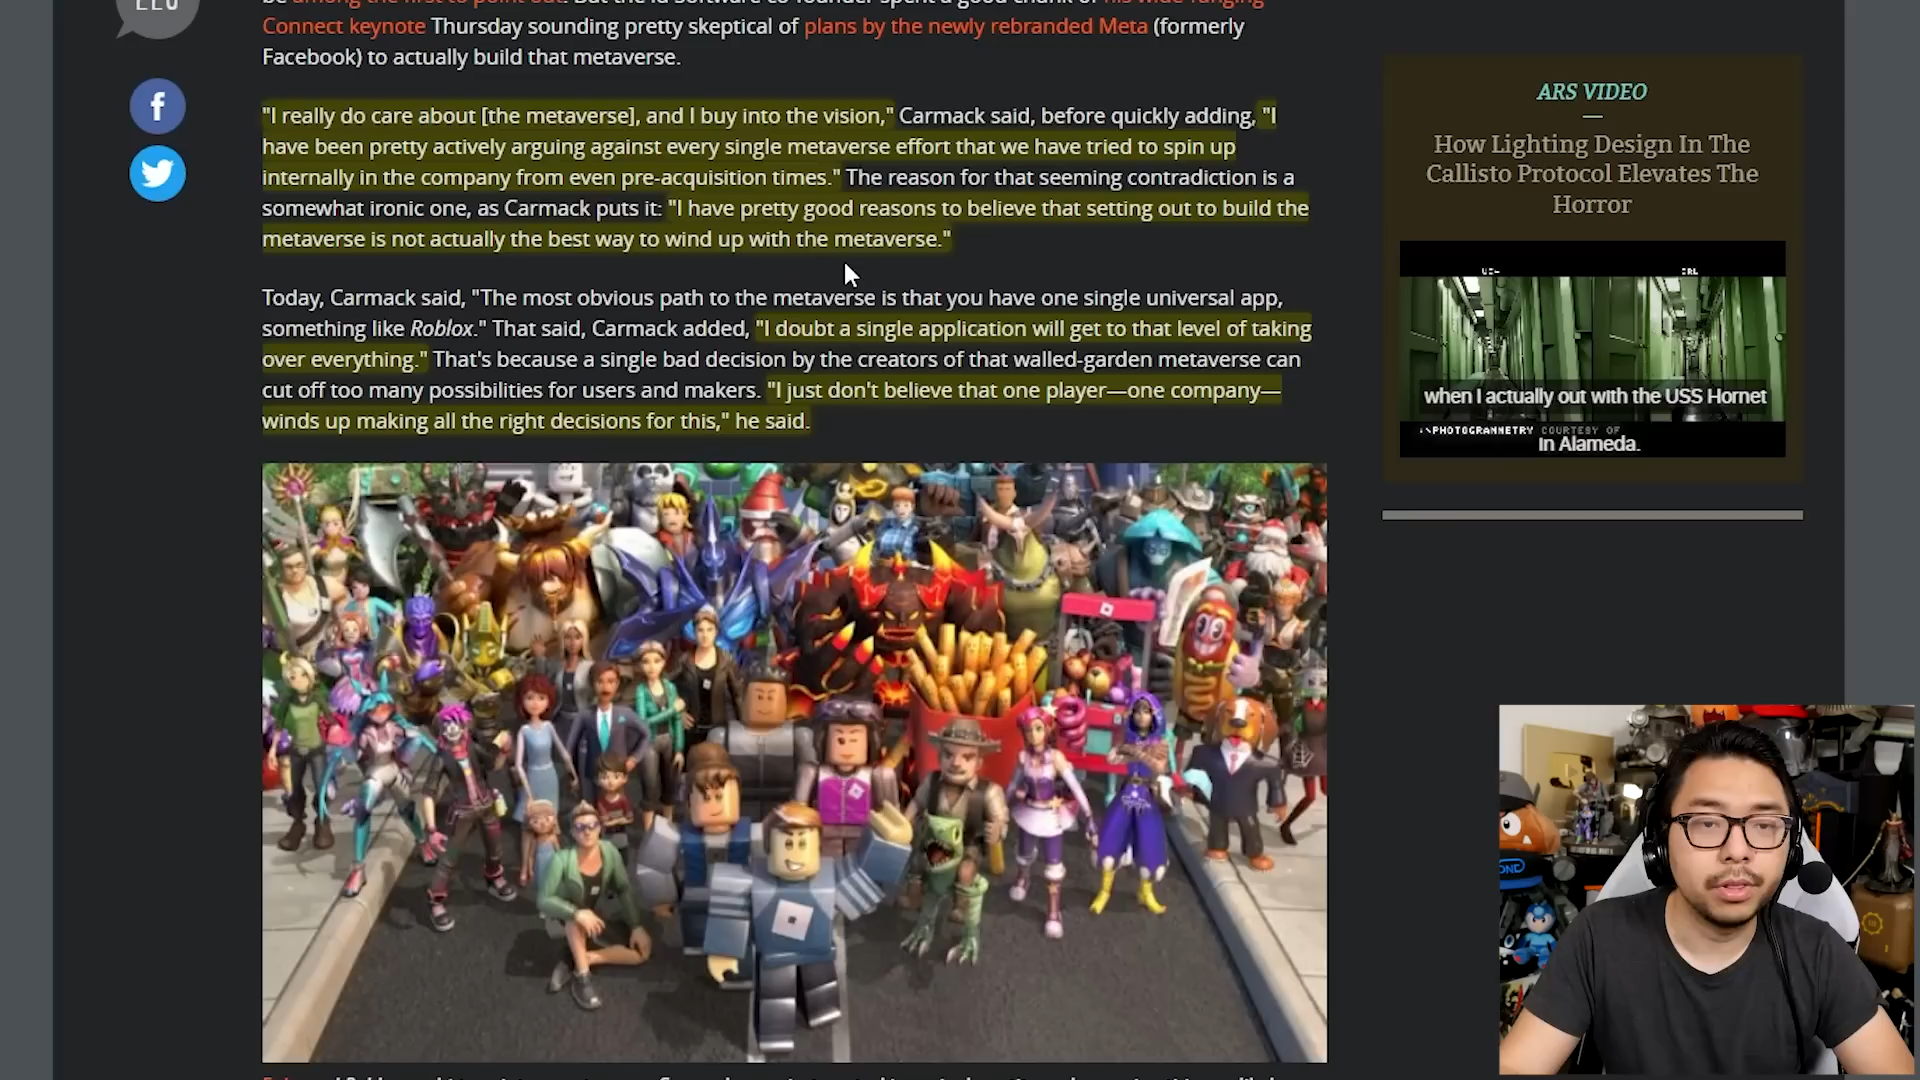 Connect keynote Thursday sounding pretty skeptical of plans by the newly rebranded Meta (formerly
Facebook) to actually build that metaverse.
"I really do care about [the metaverse], and I buy into the vision," Carmack said, before quickly adding, "I
have been pretty actively arguing against every single metaverse effort that we have tried to spin up
internally in the company from even pre-acquisition times." The reason for that seeming contradiction is a
somewhat ironic one, as Carmack puts it: "I have pretty good reasons to believe that setting out to build the
metaverse is not actually the best way to wind up with the metaverse."
Today, Carmack said, "The most obvious path to the metaverse is that you have one single universal app,
something like Roblox." That said, Carmack added, "I doubt a single application will get to that level of taking
over everything." That's because a single bad decision by the creators of that walled-garden metaverse can
cut off too many possibilities for users and makers. "I just don't believe that one player—one company—
winds up making all the right decisions for this," he said.
ARS VIDEO
How Lighting Design In The
Callisto Protocol Elevates The
Horror
when I actually out with the USS Hornet
PHOTOGRAMMETRY COURTESY OF
in Alameda.